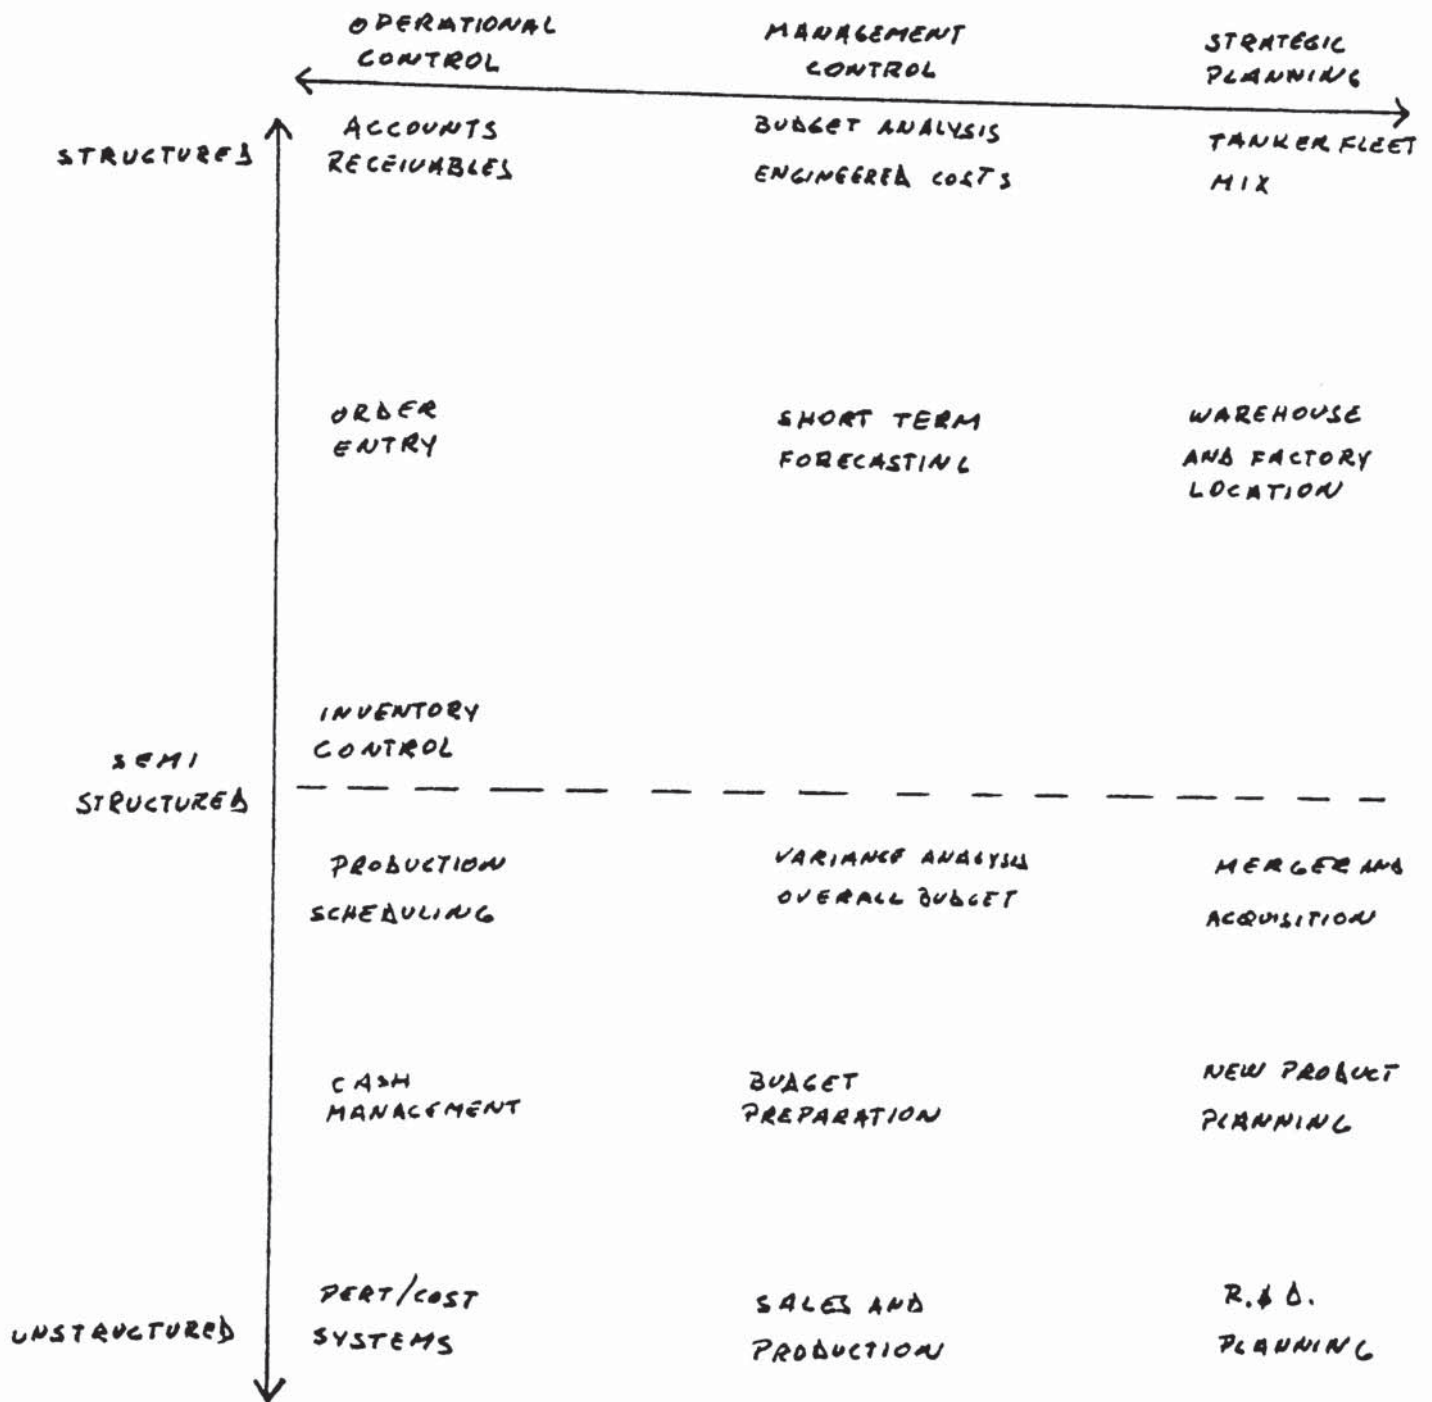 OPERATIONAL
CONTROL
MANAGEMENT
CONTROL
STRATEGIC
PLANNING
STRUCTURED
ACCOUNTS
RECEIVABLES
BUDGET ANALYSIS
ENGINEERED COSTS
TANKER FLEET
MIX
ORDER
ENTRY
SHORT TERM
FORECASTING
WAREHOUSE
AND FACTORY
LOCATION
INVENTORY
CONTROL
SEMI
STRUCTURED
PRODUCTION
SCHEDULING
VARIANCE ANALYSIS
OVERALL BUDGET
MERGER AND
ACQUISITION
CASH
MANAGEMENT
BUDGET
PREPARATION
NEW PRODUCT
PLANNING
UNSTRUCTURED
PERT/COST
SYSTEMS
SALES AND
PRODUCTION
R. & D.
PLANNING